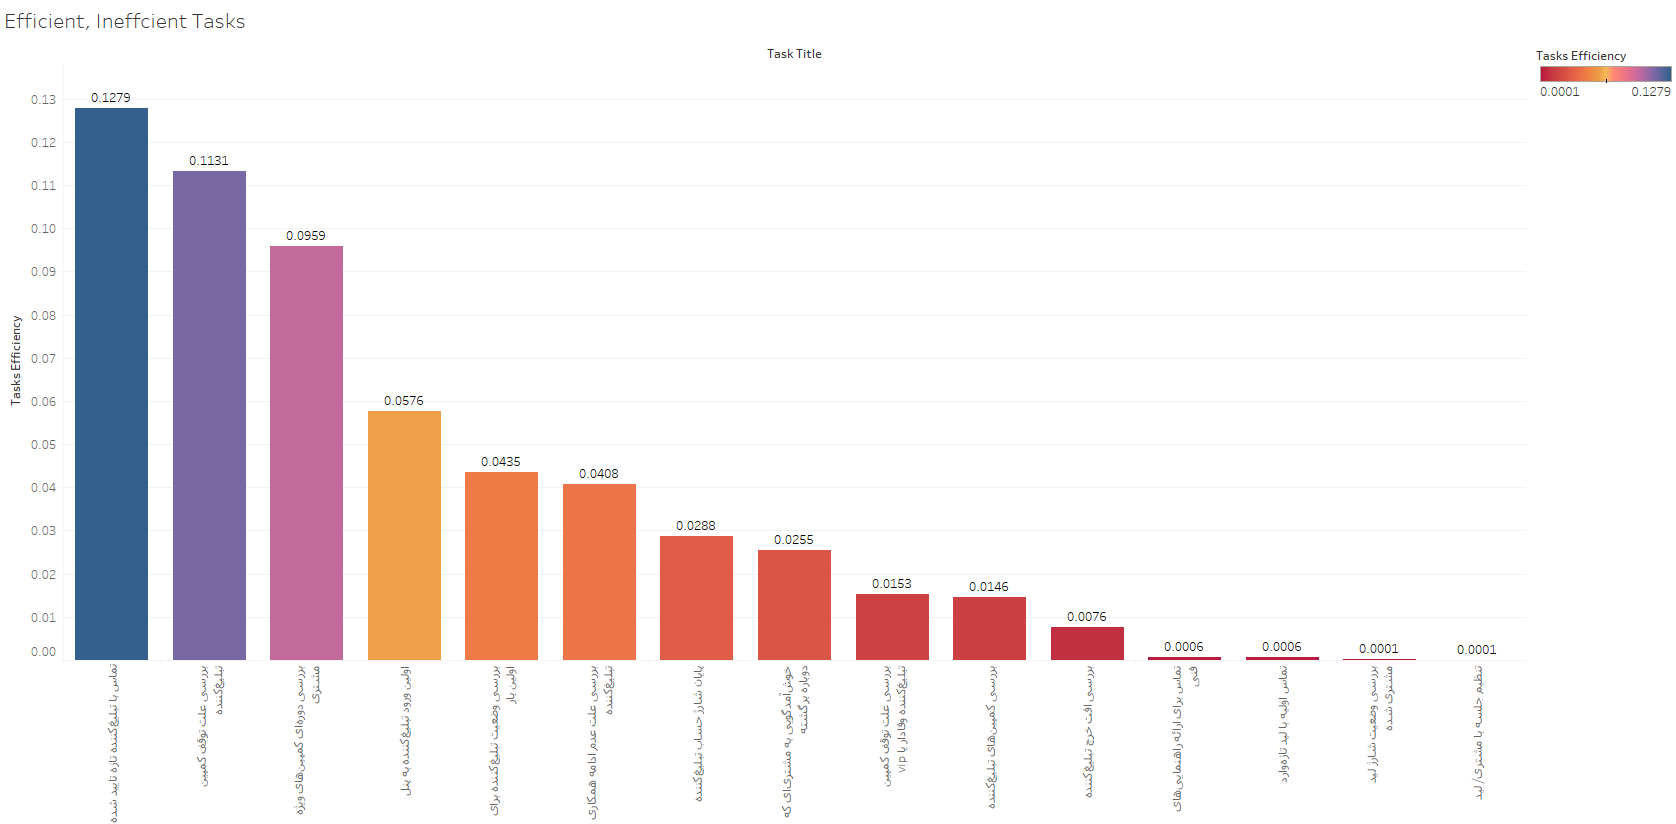 Efficient, Ineffcient Tasks
Task Title
Tasks Efficiency
0.0001
0.1279
Tasks Efficiency
0.13
0.12
0.11
0.10
0.09
0.08
0.07
0.06
0.05
0.04
0.03
0.02
0.01
0.00
0.1279
0.1131
0.0959
0.0576
0.0435
0.0408
0.0288
0.0255
0.0153
0.0146
0.0076
0.0006
0.0006
0.0001
0.0001
تماس با تبلیغ‌کننده تازه تایید شده
بررسی علت توقف کمپین
تبلیغ‌کننده
بررسی دوره‌ای کمپین‌های ویژه
مشتری
اولین ورود تبلیغ‌کننده به پنل
بررسی وضعیت تبلیغ‌کننده برای
اولین بار
بررسی علت عدم ادامه همکاری
تبلیغ‌کننده
پایان شارژ حساب تبلیغ‌کننده
خوش‌آمدگویی به مشتری‌ای که
دوباره برگشته
بررسی علت توقف کمپین
تبلیغ‌کننده وفادار یا vip
بررسی کمپین‌های تبلیغ‌کننده
بررسی افت خرج تبلیغ‌کننده
تماس برای ارائه راهنمایی‌های
فنی
تماس اولیه با لید تازه‌وارد
بررسی وضعیت شارژ لید
مشتری شده
تنظیم جلسه با مشتری/ لید